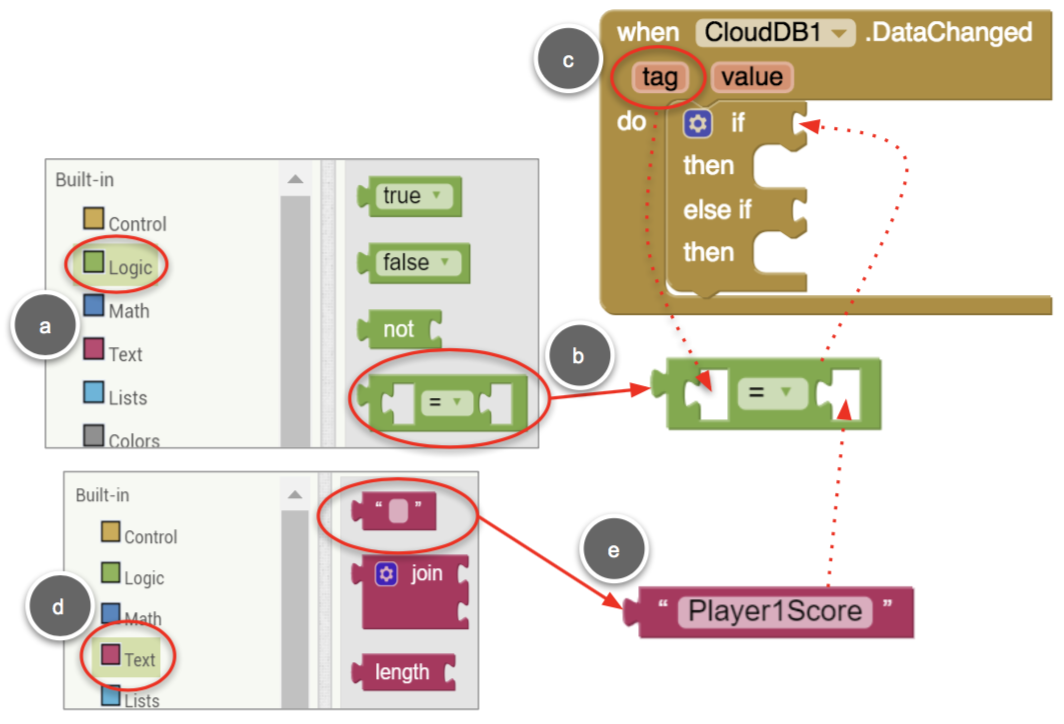 when CloudDB1 .DataChanged
c
tag value
do if
then
else if
then
Built-in
Control
Logic
Math
Text
Lists
Colors
a
true
false
not
=
b
=
Built-in
Control
Logic
Math
Text
Lists
d
“ ”
join
length
e
“ Player1Score ”